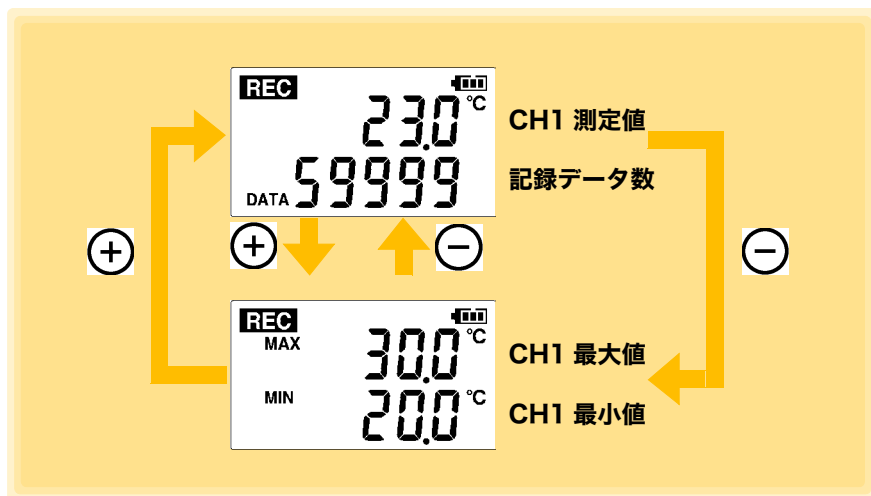 REC
23.0 °C
CH1 測定値
DATA 59999
記録データ数
+
+
−
−
REC
MAX 30.0 °C
CH1 最大値
MIN 20.0 °C
CH1 最小値